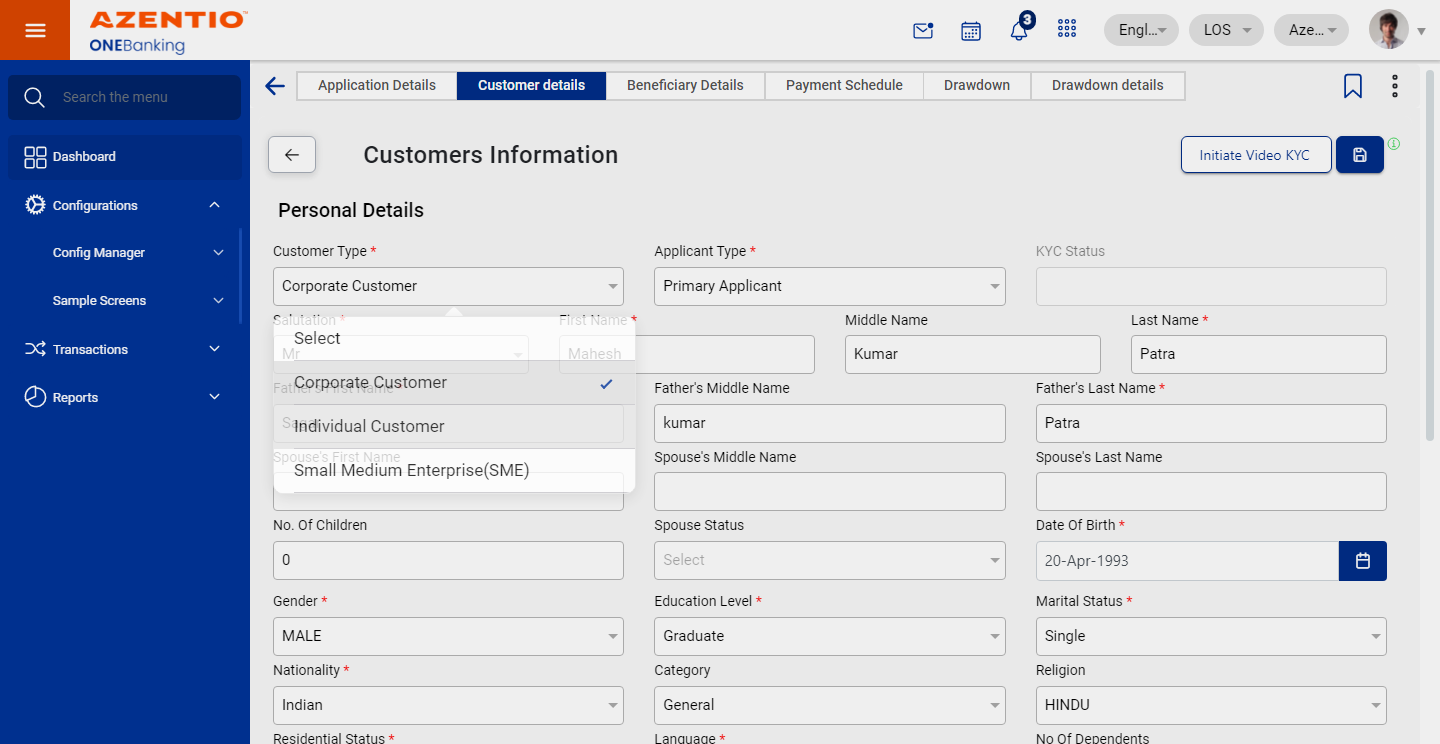 AZENTIO™
ONEBanking
3
Engl...
LOS
Aze...
Search the menu
Dashboard
Configurations
Config Manager
Sample Screens
Transactions
Reports
Application Details
Customer details
Beneficiary Details
Payment Schedule
Drawdown
Drawdown details
Customers Information
Initiate Video KYC
Personal Details
Customer Type *
Applicant Type *
KYC Status
Corporate Customer
Primary Applicant
Salutation *
First Name *
Middle Name
Last Name *
Select
Mr
Mahesh
Kumar
Patra
Corporate Customer
Father's First Name
Father's Middle Name
Father's Last Name *
Individual Customer
kumar
Patra
Spouse's First Name
Spouse's Middle Name
Spouse's Last Name
Small Medium Enterprise(SME)
No. Of Children
Spouse Status
Date Of Birth *
0
Select
20-Apr-1993
Gender *
Education Level *
Marital Status *
MALE
Graduate
Single
Nationality *
Category
Religion
Indian
General
HINDU
Residential Status *
Language *
No Of Dependents